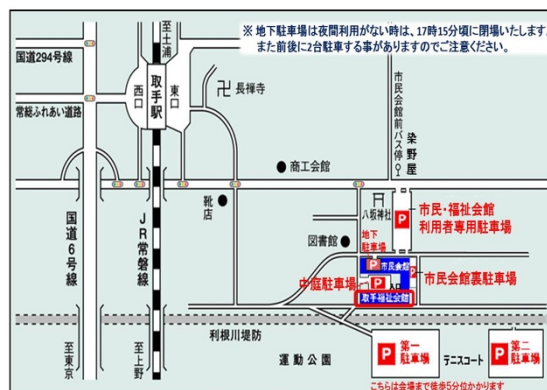 ※ 地下駐車場は夜間利用がない時は、17時15分頃に閉場いたします。
また前後に2台駐車する事がありますのでご注意ください。
至土浦
国道294号線
取手駅
西口
東口
卍 長禅寺
常総ふれあい道路
市民会館前バス停
染野屋
商工会館
靴店
八坂神社
P
市民・福祉会館
利用者専用駐車場
国道6号線
JR常磐線
図書館
地下
駐車場
P
市民会館
中庭駐車場
P
入口
P
市民会館裏駐車場
取手福祉会館
利根川堤防
至東京
至上野
運動公園
P
第一
駐車場
テニスコート
P
第二
駐車場
こちらは会場まで徒歩5分位かかります